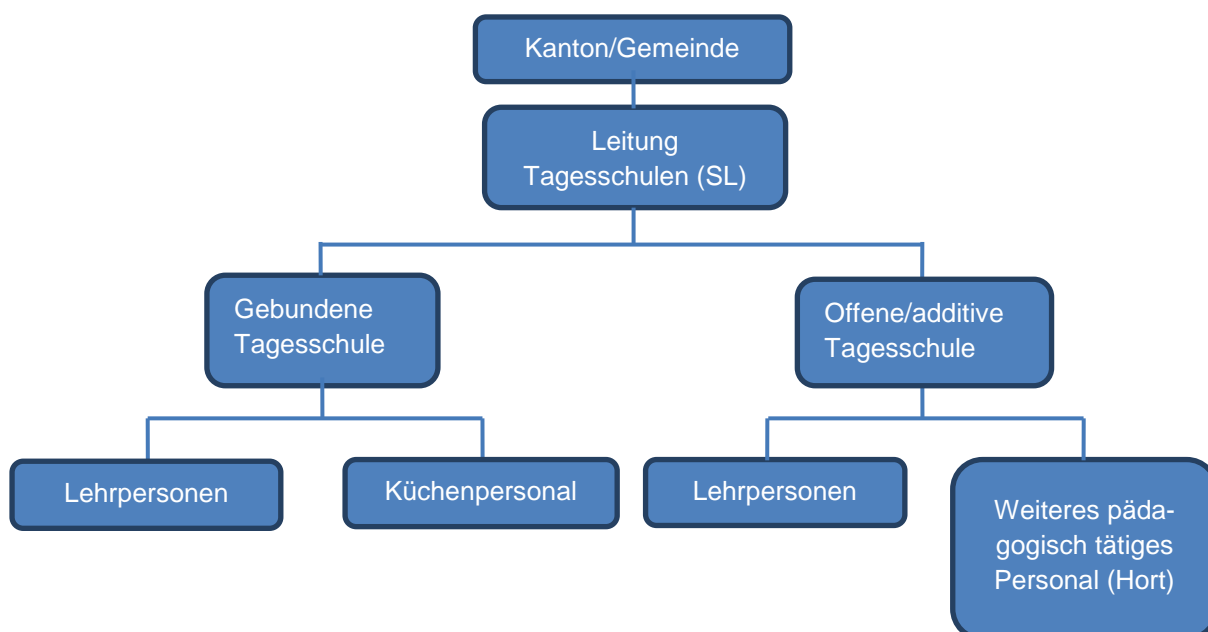 Kanton/Gemeinde
Leitung
Tagesschulen (SL)
Gebundene
Tagesschule
Offene/additive
Tagesschule
Lehrpersonen
Küchenpersonal
Lehrpersonen
Weiteres päda-
gogisch tätiges
Personal (Hort)